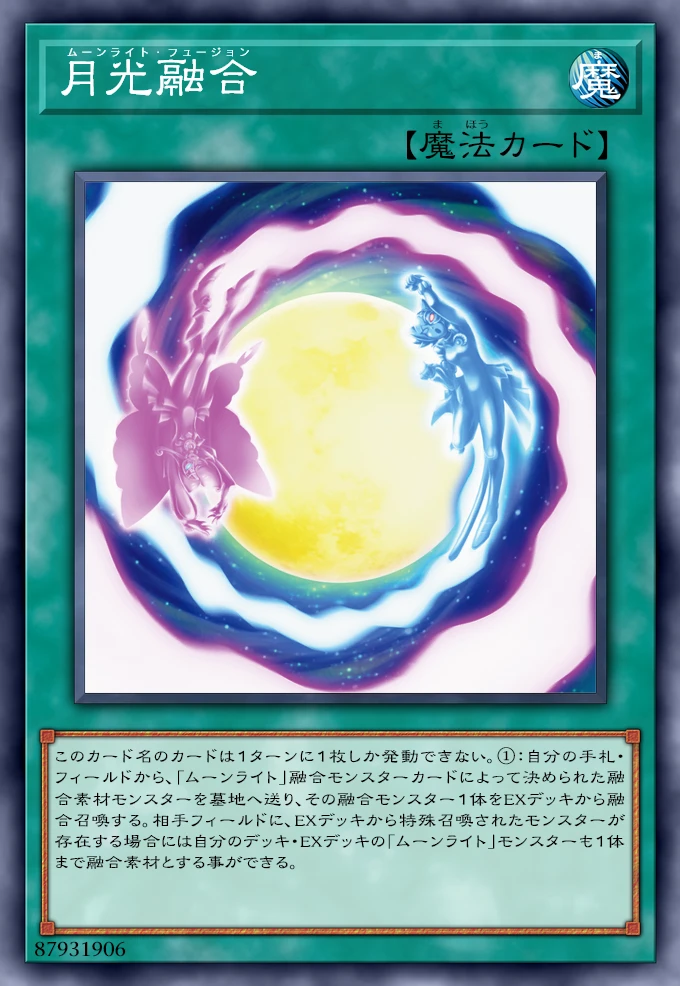 ムーンライト・フュージョン
月光融合
ま
魔
ま ほう
【魔法カード】
このカード名のカードは1ターンに1枚しか発動できない。①:自分の手札・
フィールドから、「ムーンライト」融合モンスターカードによって決められた融
合素材モンスターを墓地へ送り、その融合モンスター1体をEXデッキから融
合召喚する。相手フィールドに、EXデッキから特殊召喚されたモンスターが
存在する場合には自分のデッキ・EXデッキの「ムーンライト」モンスターも1体
まで融合素材とする事ができる。
87931906